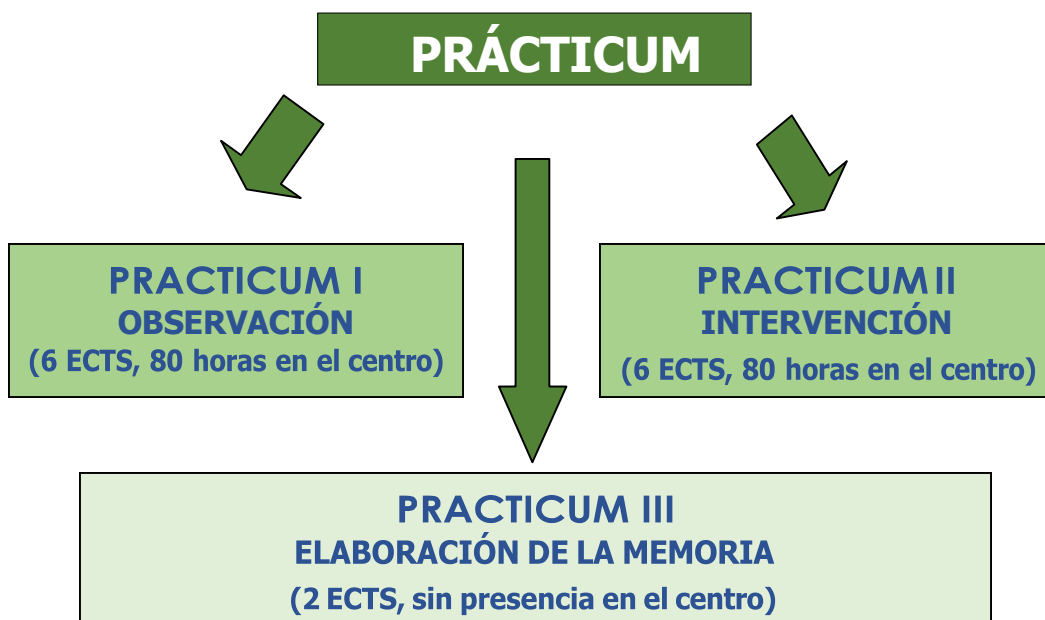 PRÁCTICUM
PRACTICUM I
OBSERVACIÓN
(6 ECTS, 80 horas en el centro)
PRACTICUM II
INTERVENCIÓN
(6 ECTS, 80 horas en el centro)
PRACTICUM III
ELABORACIÓN DE LA MEMORIA
(2 ECTS, sin presencia en el centro)